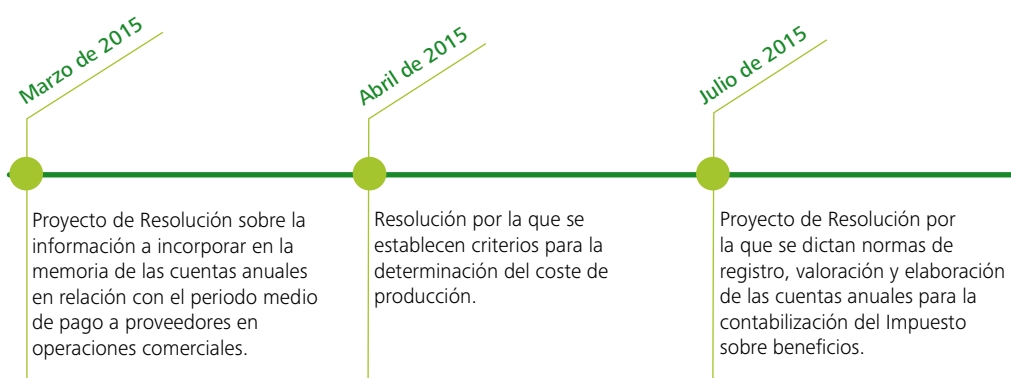 Marzo de 2015
Proyecto de Resolución sobre la
información a incorporar en la
memoria de las cuentas anuales
en relación con el periodo medio
de pago a proveedores en
operaciones comerciales.
Abril de 2015
Resolución por la que se
establecen criterios para la
determinación del coste de
producción.
Julio de 2015
Proyecto de Resolución por
la que se dictan normas de
registro, valoración y elaboración
de las cuentas anuales para la
contabilización del Impuesto
sobre beneficios.